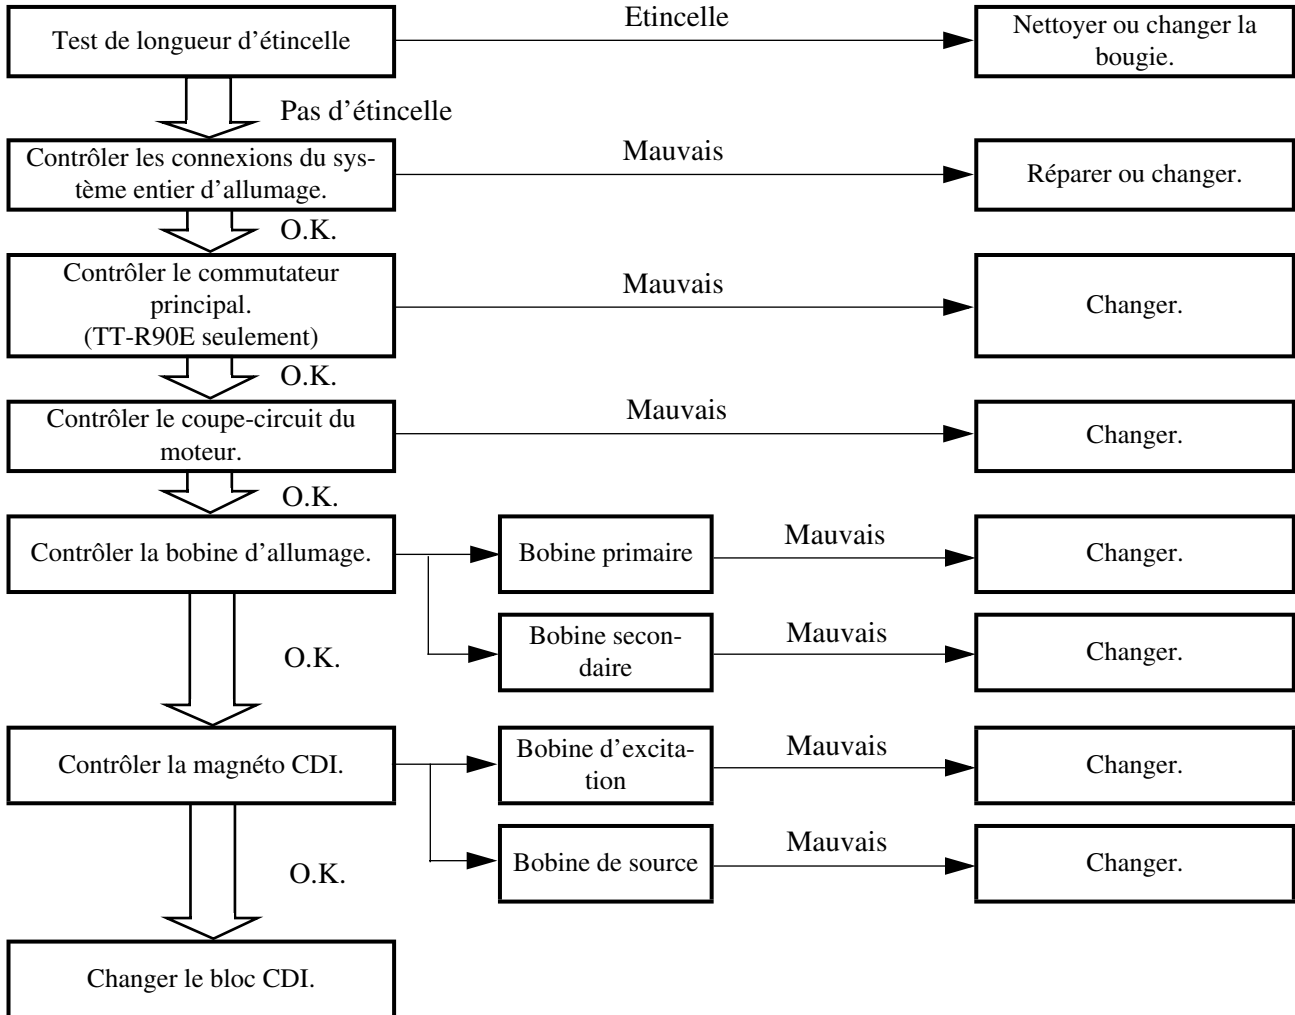 Test de longueur d’étincelle
Etincelle
Nettoyer ou changer la
bougie.
Pas d’étincelle
Contrôler les connexions du sys-
tème entier d’allumage.
Mauvais
Réparer ou changer.
O.K.
Contrôler le commutateur
principal.
(TT-R90E seulement)
Mauvais
Changer.
O.K.
Contrôler le coupe-circuit du
moteur.
Mauvais
Changer.
O.K.
Contrôler la bobine d’allumage.
Bobine primaire
Mauvais
Changer.
Bobine secon-
daire
Mauvais
Changer.
O.K.
Contrôler la magnéto CDI.
Bobine d’excita-
tion
Mauvais
Changer.
Bobine de source
Mauvais
Changer.
O.K.
Changer le bloc CDI.